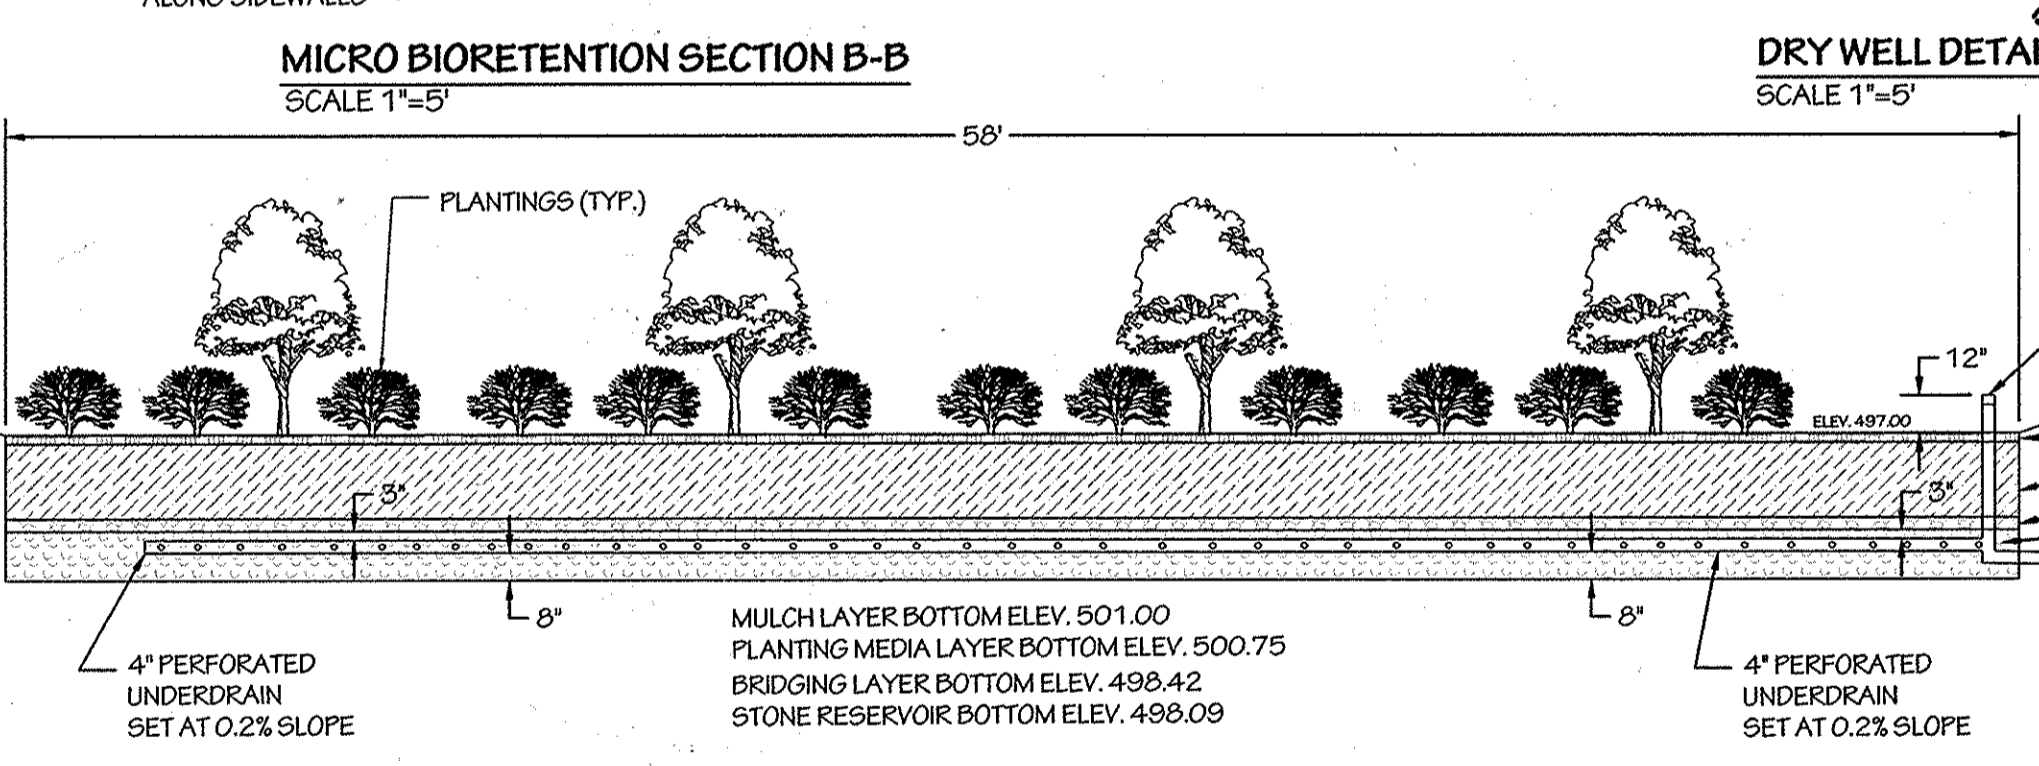 ALONG SIDEWALLS
MICRO BIORETENTION SECTION B-B
SCALE 1"=5'
DRY WELL DETAI
SCALE 1"=5'
58'
PLANTINGS (TYP.)
12"
ELEV. 497.00
3"
3"
8"
8"
4" PERFORATED
UNDERDRAIN
SET AT 0.2% SLOPE
MULCH LAYER BOTTOM ELEV. 501.00
PLANTING MEDIA LAYER BOTTOM ELEV. 500.75
BRIDGING LAYER BOTTOM ELEV. 498.42
STONE RESERVOIR BOTTOM ELEV. 498.09
4" PERFORATED
UNDERDRAIN
SET AT 0.2% SLOPE